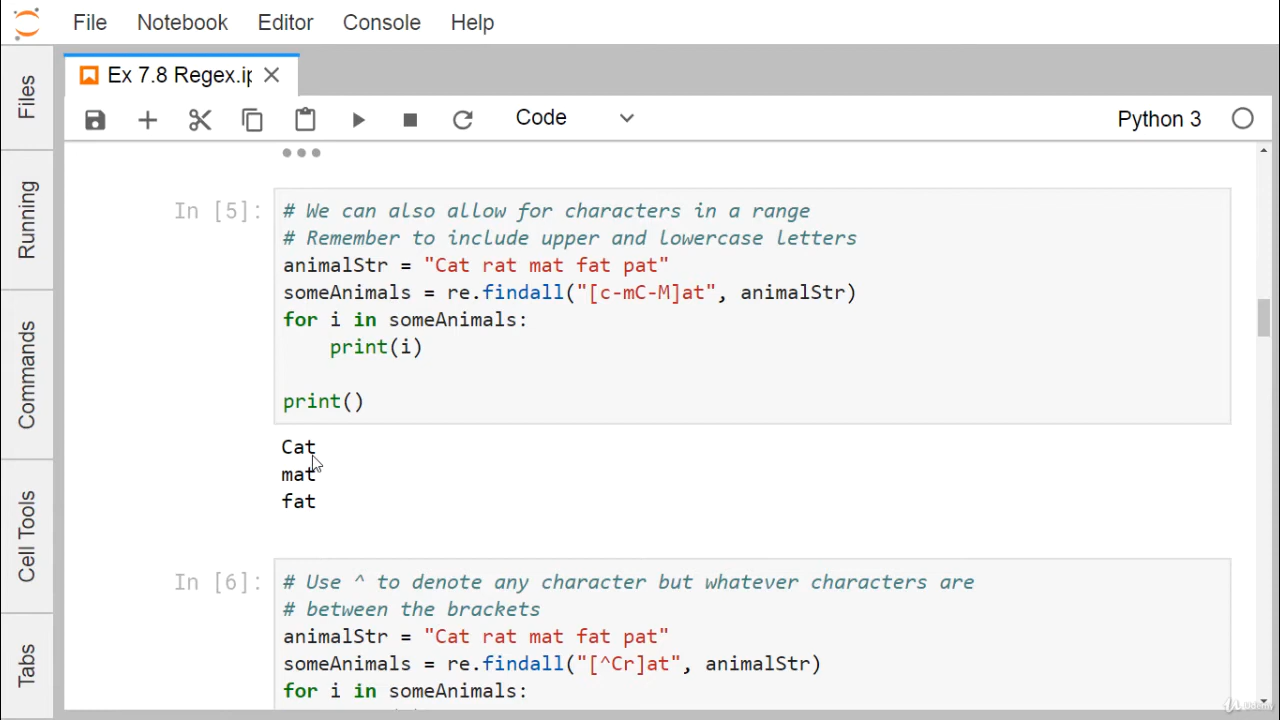 File Notebook Editor Console Help
Ex 7.8 Regex.ip
Code Python 3
Files
Running
Commands
Cell Tools
Tabs
In [5]:
# We can also allow for characters in a range
# Remember to include upper and lowercase letters
animalStr = "Cat rat mat fat pat"
someAnimals = re.findall("[c-mC-M]at", animalStr)
for i in someAnimals:
    print(i)
print()
Cat
mat
fat
In [6]:
# Use ^ to denote any character but whatever characters are
# between the brackets
animalStr = "Cat rat mat fat pat"
someAnimals = re.findall("[^Cr]at", animalStr)
for i in someAnimals:
Udemy